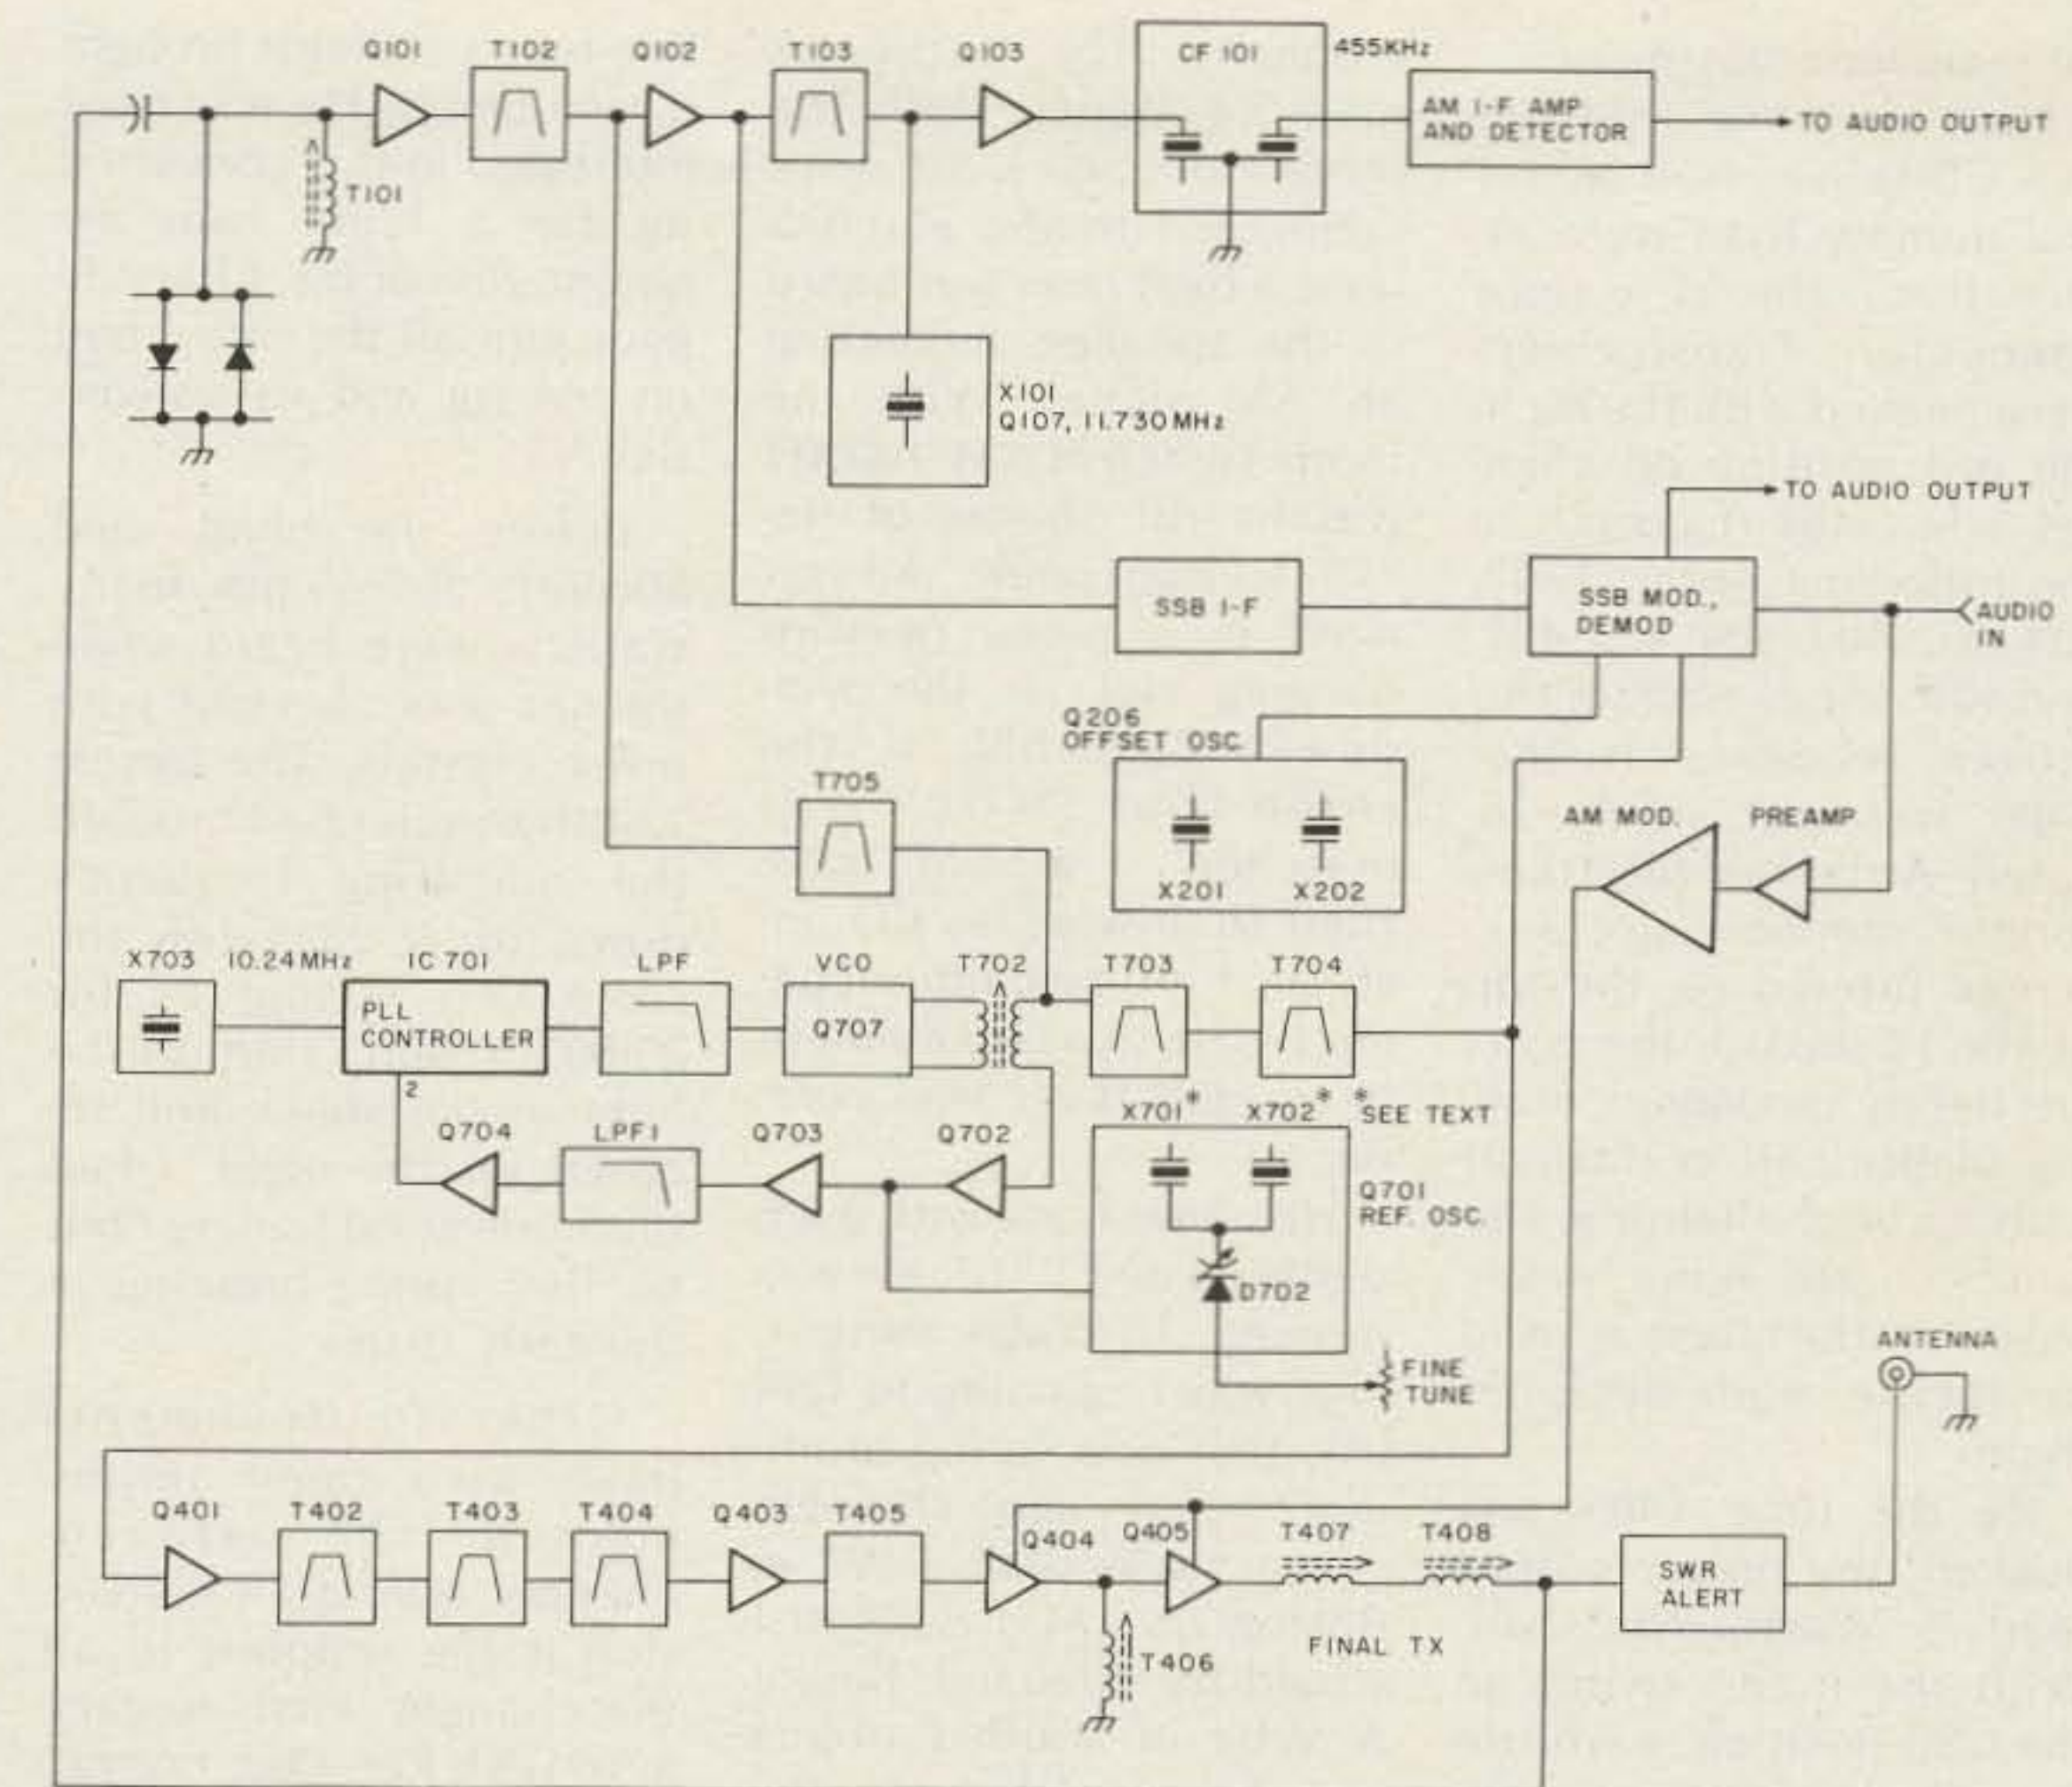 Q101
T102
Q102
T103
Q103
CF 101
455KHz
AM I-F AMP
AND DETECTOR
TO AUDIO OUTPUT
T101
X101
Q107, 11.730MHz
TO AUDIO OUTPUT
SSB I-F
SSB MOD.,
DEMOD
AUDIO
IN
Q206
OFFSET OSC.
X201
X202
T705
AM MOD.
PREAMP
X703
10.24MHz
IC 701
PLL
CONTROLLER
2
LPF
VCO
Q707
T702
T703
T704
X701*
X702*
*SEE TEXT
Q704
LPF1
Q703
Q702
Q701
REF. OSC.
D702
FINE
TUNE
ANTENNA
Q401
T402
T403
T404
Q403
T405
Q404
Q405
T407
T408
SWR
ALERT
T406
FINAL TX